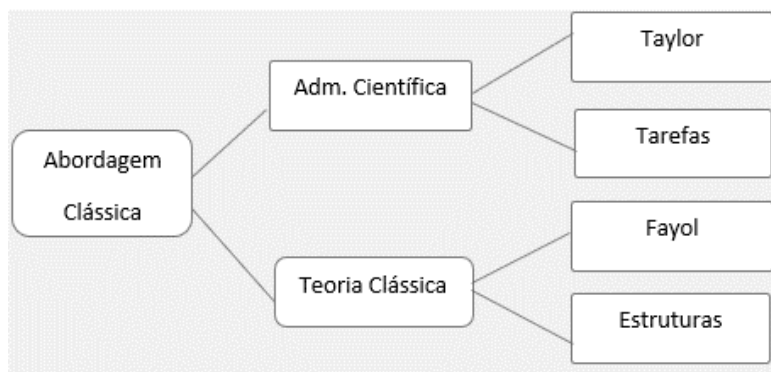 Abordagem
Clássica
Adm. Científica
Taylor
Tarefas
Teoria Clássica
Fayol
Estruturas